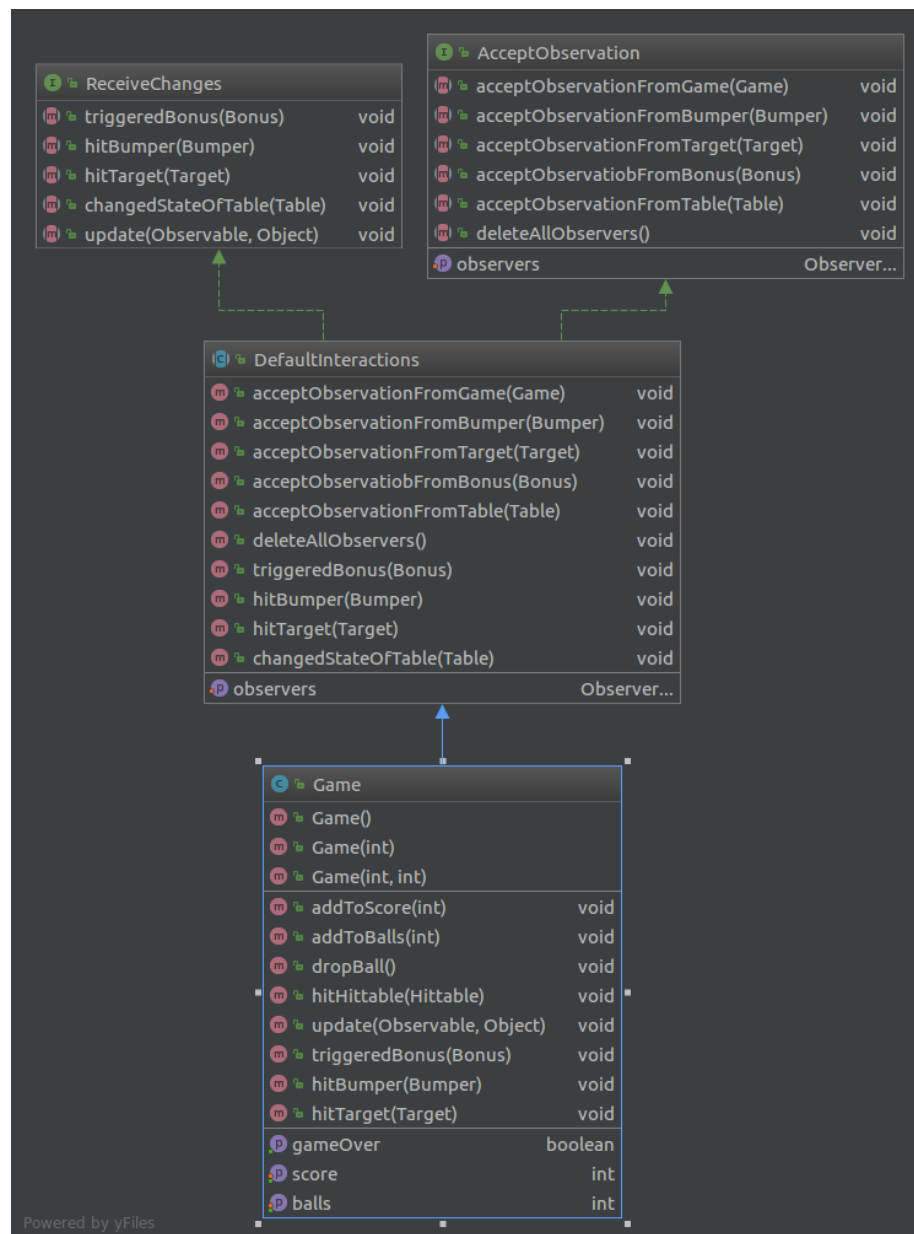 ReceiveChanges
triggeredBonus(Bonus) void
hitBumper(Bumper) void
hitTarget(Target) void
changedStateOfTable(Table) void
update(Observable, Object) void
AcceptObservation
acceptObservationFromGame(Game) void
acceptObservationFromBumper(Bumper) void
acceptObservationFromTarget(Target) void
acceptObservatiobFromBonus(Bonus) void
acceptObservationFromTable(Table) void
deleteAllObservers() void
observers Observer...
DefaultInteractions
acceptObservationFromGame(Game) void
acceptObservationFromBumper(Bumper) void
acceptObservationFromTarget(Target) void
acceptObservatiobFromBonus(Bonus) void
acceptObservationFromTable(Table) void
deleteAllObservers() void
triggeredBonus(Bonus) void
hitBumper(Bumper) void
hitTarget(Target) void
changedStateOfTable(Table) void
observers Observer...
Game
Game()
Game(int)
Game(int, int)
addToScore(int) void
addToBalls(int) void
dropBall() void
hitHittable(Hittable) void
update(Observable, Object) void
triggeredBonus(Bonus) void
hitBumper(Bumper) void
hitTarget(Target) void
gameOver boolean
score int
balls int
Powered by yFiles